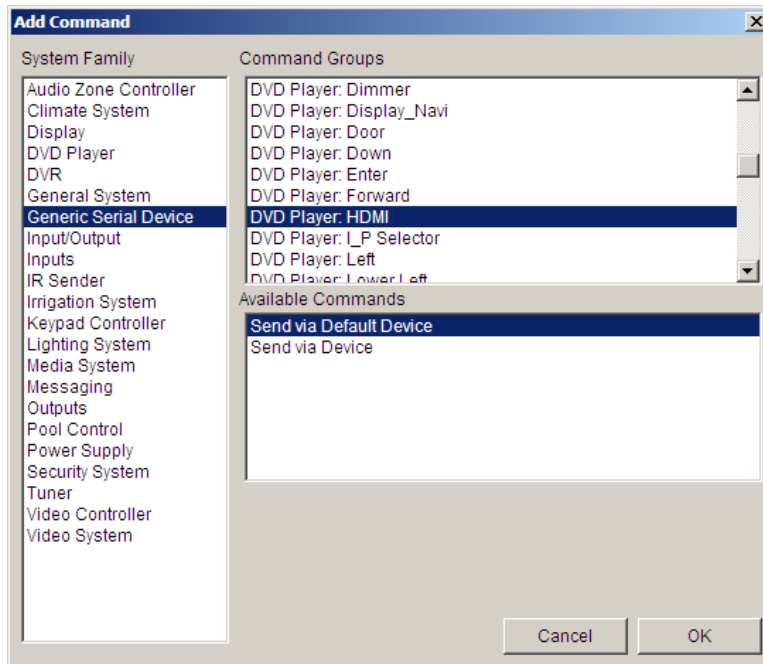 Add Command
System Family
Audio Zone Controller
Climate System
Display
DVD Player
DVR
General System
Generic Serial Device
Input/Output
Inputs
IR Sender
Irrigation System
Keypad Controller
Lighting System
Media System
Messaging
Outputs
Pool Control
Power Supply
Security System
Tuner
Video Controller
Video System
Command Groups
DVD Player: Dimmer
DVD Player: Display_Navi
DVD Player: Door
DVD Player: Down
DVD Player: Enter
DVD Player: Forward
DVD Player: HDMI
DVD Player: I_P Selector
DVD Player: Left
DVD Player: Lower Left
Available Commands
Send via Default Device
Send via Device
Cancel
OK